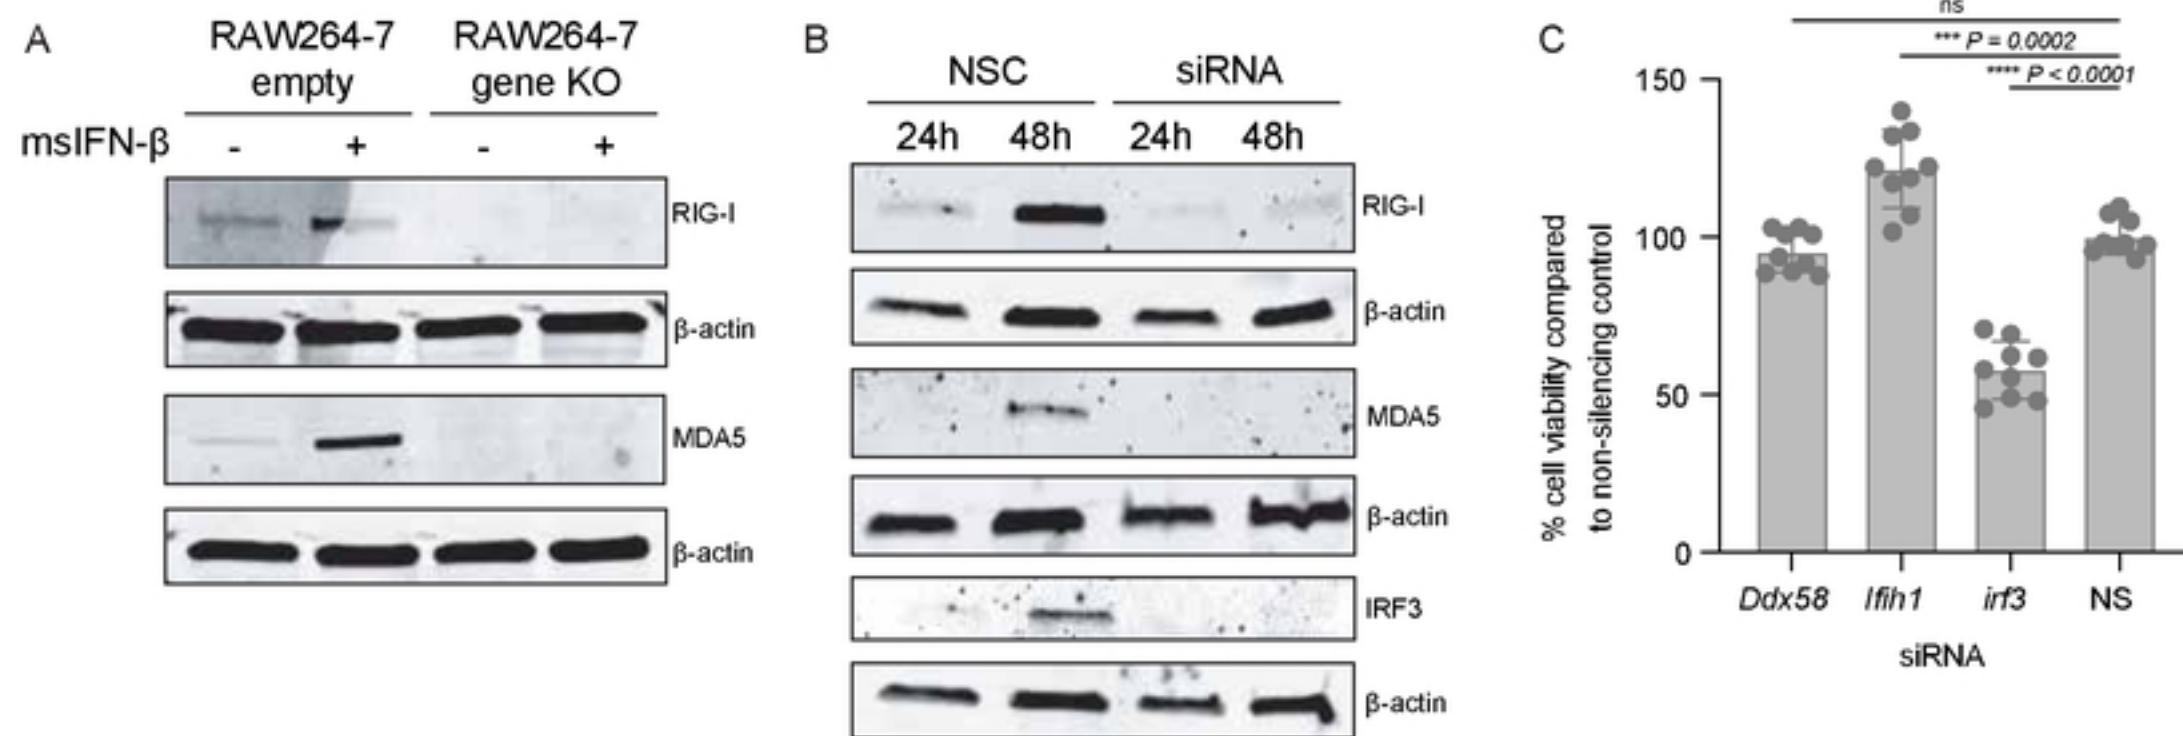 A
RAW264-7 empty
RAW264-7 gene KO
msIFN-β - + - +
RIG-I
β-actin
MDA5
β-actin
B
NSC siRNA
24h 48h 24h 48h
RIG-I
β-actin
MDA5
β-actin
IRF3
β-actin
C
ns
*** P = 0.0002
**** P < 0.0001
% cell viability compared
to non-silencing control
150
100
50
0
Ddx58 Ifih1 irf3 NS
siRNA